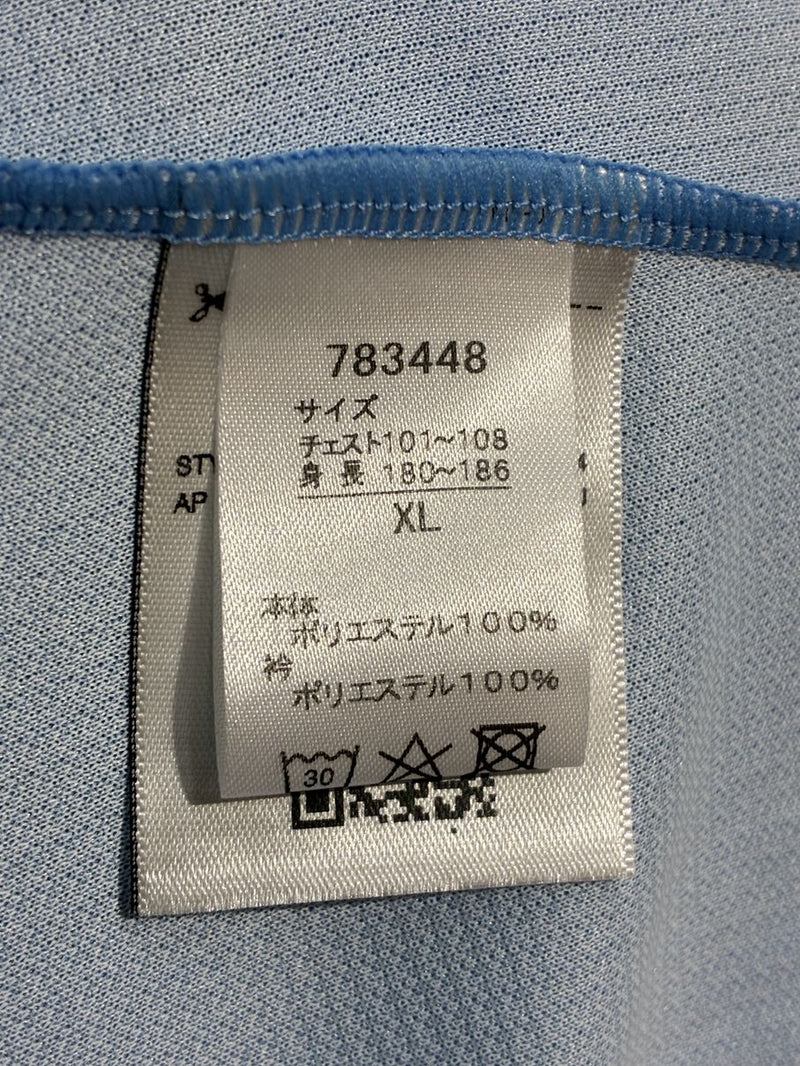 783448
サイズ
チェスト101～108
身長 180～186
XL
本体
ポリエステル100%
衿
ポリエステル100%
30